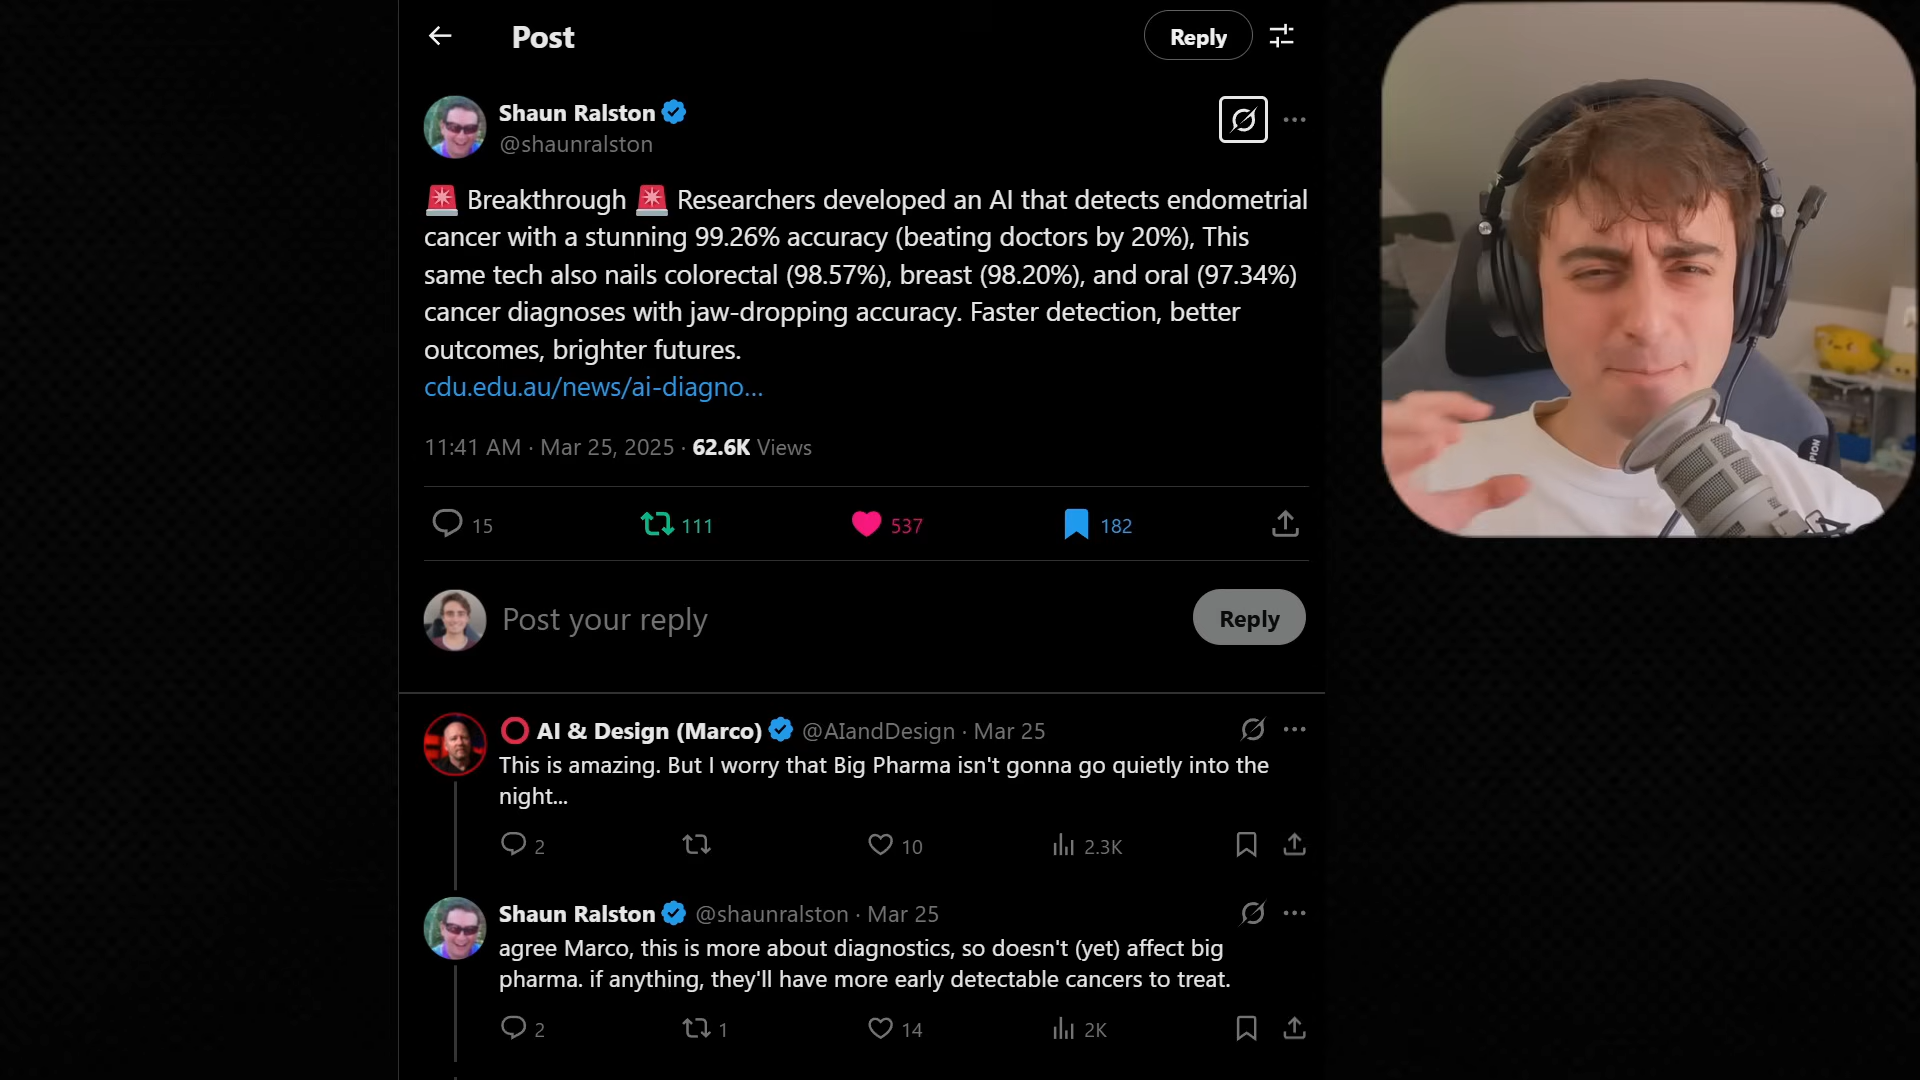 Post
Reply
Shaun Ralston
@shaunralston
🚨 Breakthrough 🚨 Researchers developed an AI that detects endometrial
cancer with a stunning 99.26% accuracy (beating doctors by 20%), This
same tech also nails colorectal (98.57%), breast (98.20%), and oral (97.34%)
cancer diagnoses with jaw-dropping accuracy. Faster detection, better
outcomes, brighter futures.
cdu.edu.au/news/ai-diagno...
11:41 AM · Mar 25, 2025 · 62.6K Views
15 111 537 182
Post your reply
Reply
⭕ AI & Design (Marco) @AIandDesign · Mar 25
This is amazing. But I worry that Big Pharma isn't gonna go quietly into the
night...
2 10 2.3K
Shaun Ralston @shaunralston · Mar 25
agree Marco, this is more about diagnostics, so doesn't (yet) affect big
pharma. if anything, they'll have more early detectable cancers to treat.
2 1 14 2K